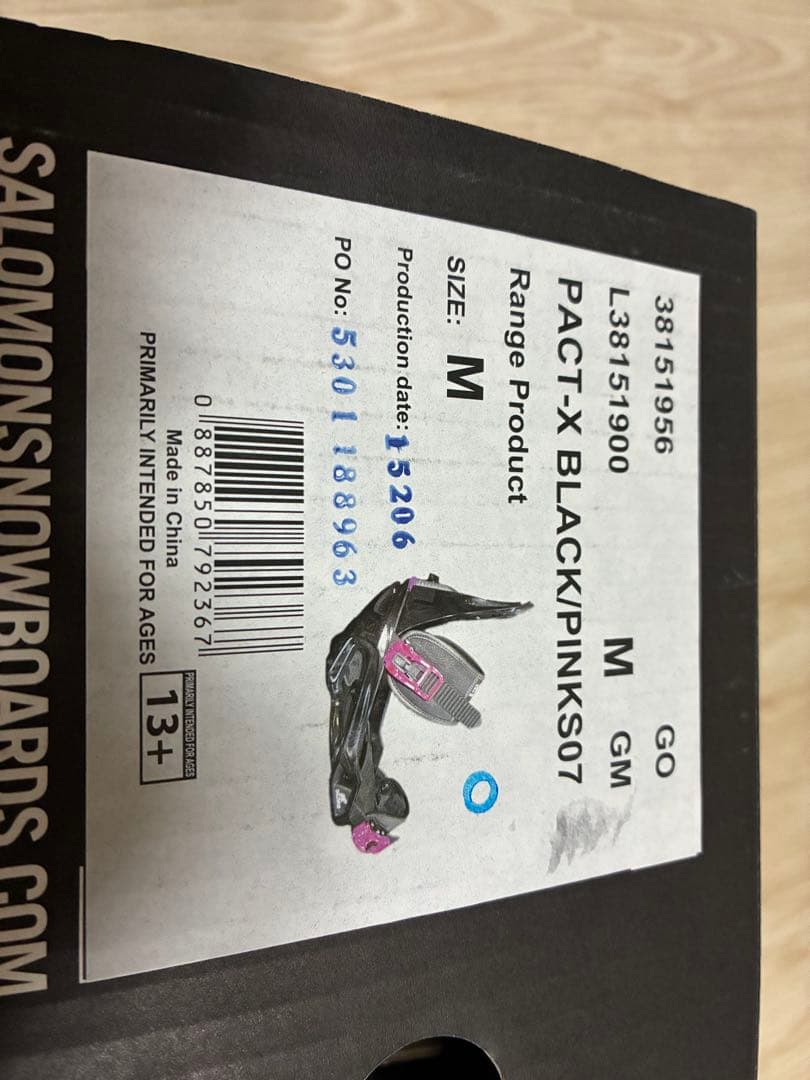 38151956 GO
L38151900 M GM
PACT-X BLACK/PINKS07
Range Product
SIZE: M
Production date: 15206
PO No: 5301188963
0 887850 792367
Made in China
PRIMARILY INTENDED FOR AGES
PRIMARILY INTENDED FOR AGES
13+
SALOMONSNOWBOARDS.COM